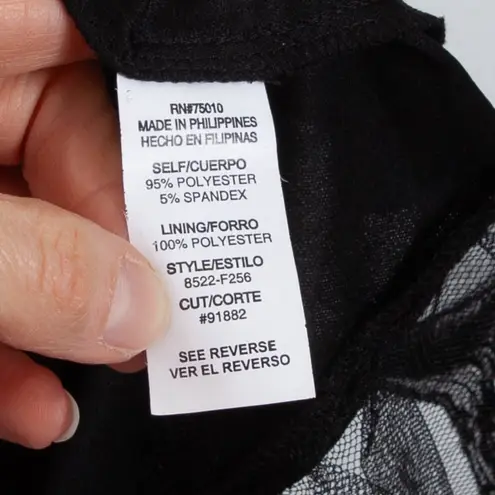 RN#75010
MADE IN PHILIPPINES
HECHO EN FILIPINAS
SELF/CUERPO
95% POLYESTER
5% SPANDEX
LINING/FORRO
100% POLYESTER
STYLE/ESTILO
8522-F256
CUT/CORTE
#91882
SEE REVERSE
VER EL REVERSO